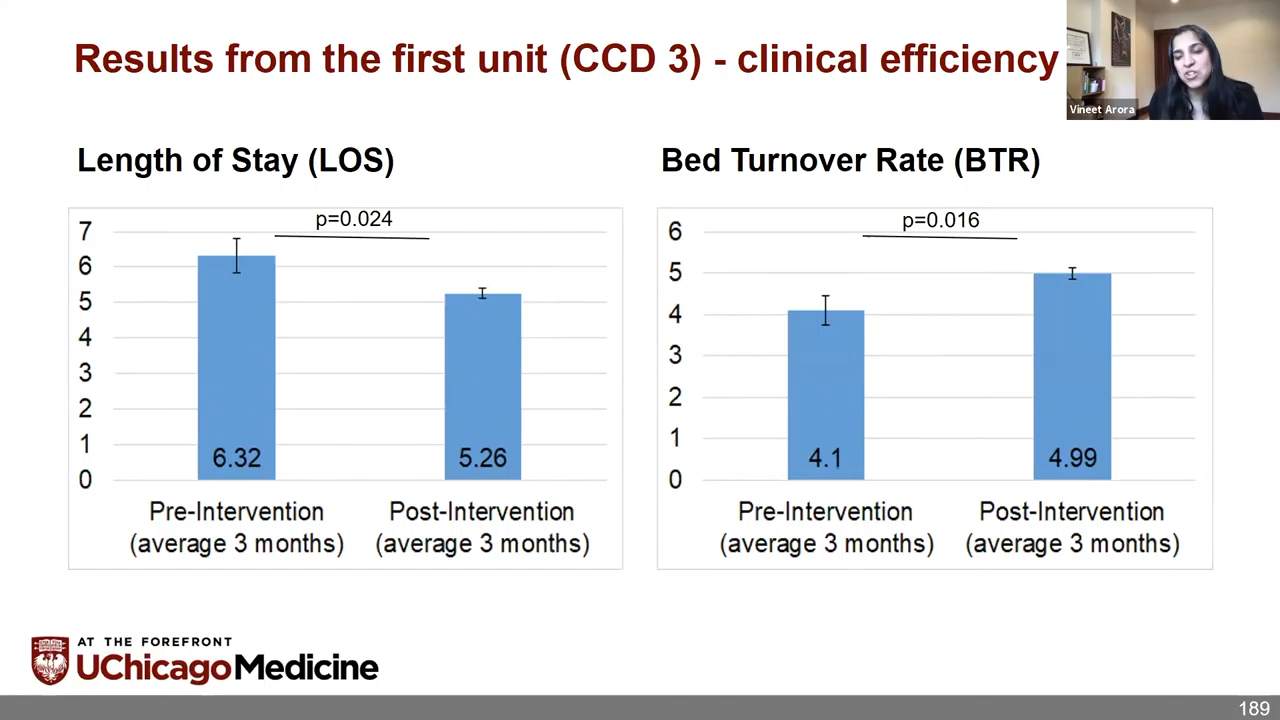 Results from the first unit (CCD 3) - clinical efficiency
Vineet Arora
Length of Stay (LOS)
p=0.024
7
6
5
4
3
2
1
0
6.32
5.26
Pre-Intervention
(average 3 months)
Post-Intervention
(average 3 months)
Bed Turnover Rate (BTR)
p=0.016
6
5
4
3
2
1
0
4.1
4.99
Pre-Intervention
(average 3 months)
Post-Intervention
(average 3 months)
AT THE FOREFRONT
UChicago Medicine
189